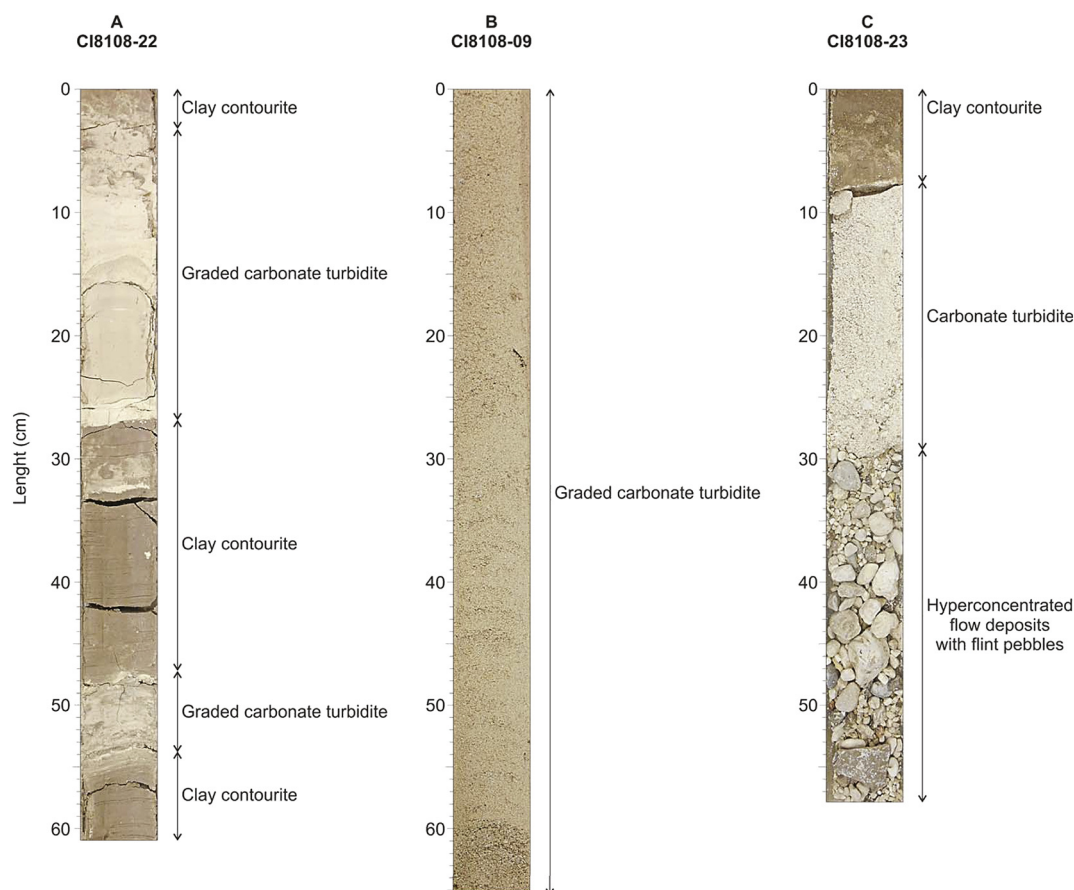 A
CI8108-22
B
CI8108-09
C
CI8108-23
Lenght (cm)
0
10
20
30
40
50
60
Clay contourite
Graded carbonate turbidite
Clay contourite
Graded carbonate turbidite
Clay contourite
0
10
20
30
40
50
60
Graded carbonate turbidite
0
10
20
30
40
50
Clay contourite
Carbonate turbidite
Hyperconcentrated
flow deposits
with flint pebbles